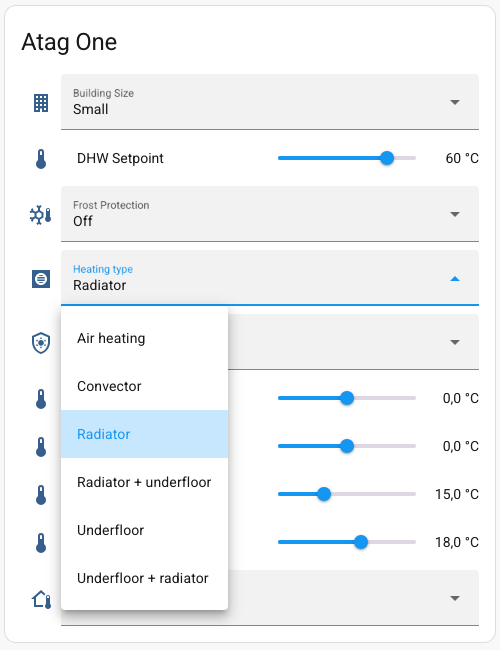 Atag One
Building Size
Small
DHW Setpoint
60 °C
Frost Protection
Off
Heating type
Radiator
Air heating
Convector
Radiator
0,0 °C
0,0 °C
Radiator + underfloor
15,0 °C
Underfloor
18,0 °C
Underfloor + radiator